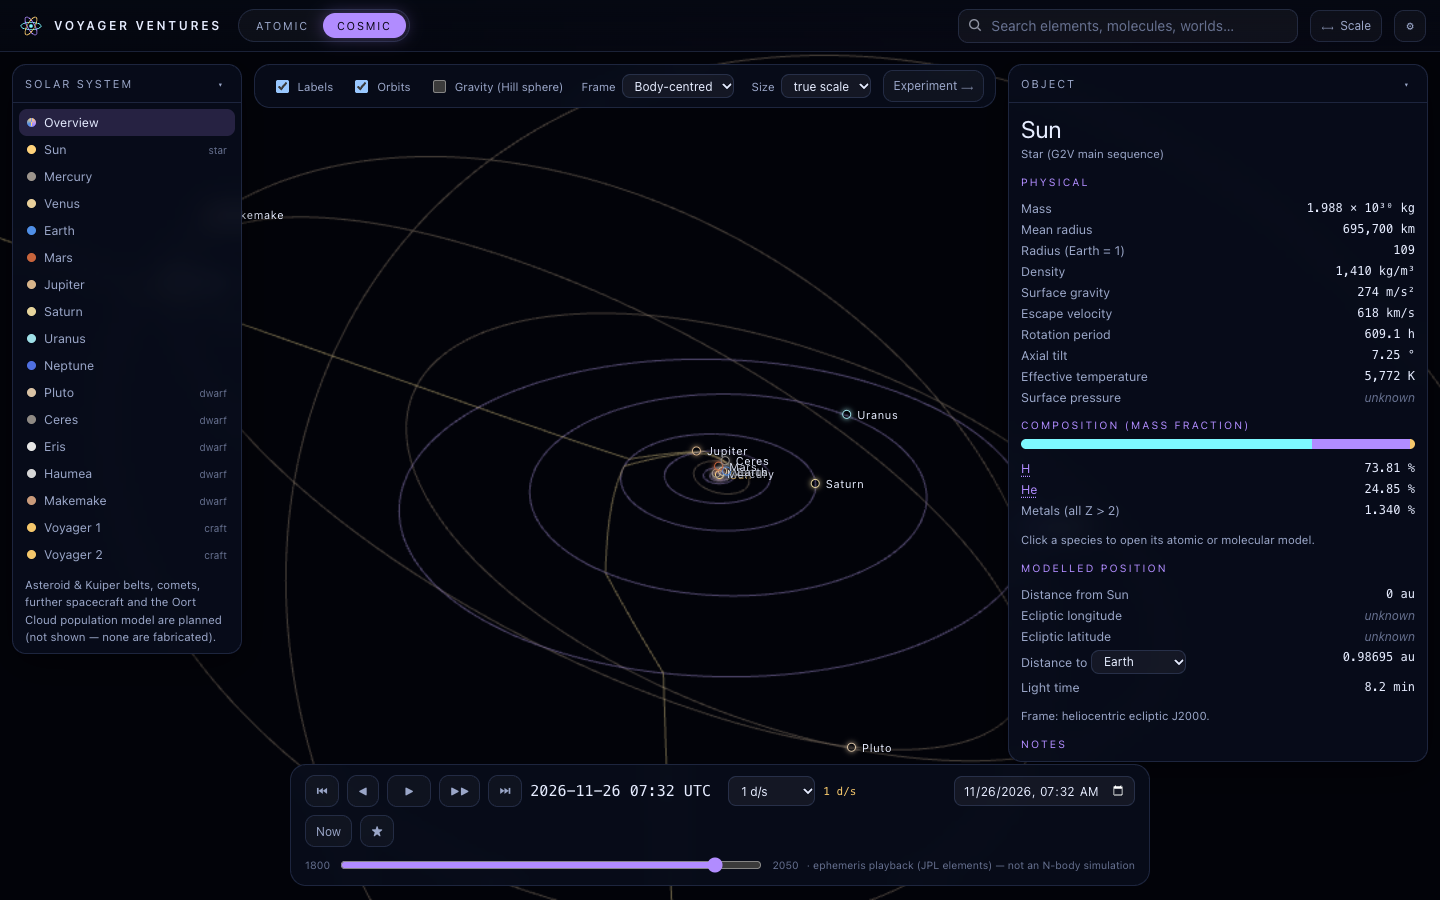 VOYAGER VENTURES
ATOMIC
COSMIC
Search elements, molecules, worlds...
Scale
SOLAR SYSTEM
Overview
Sun star
Mercury
Venus
Earth
Mars
Jupiter
Saturn
Uranus
Neptune
Pluto dwarf
Ceres dwarf
Eris dwarf
Haumea dwarf
Makemake dwarf
Voyager 1 craft
Voyager 2 craft
Asteroid & Kuiper belts, comets,
further spacecraft and the Oort
Cloud population model are planned
(not shown — none are fabricated).
Labels
Orbits
Gravity (Hill sphere)
Frame Body-centred
Size true scale
Experiment
kemake
Uranus
Jupiter
Ceres
Mars
Earth
Saturn
Pluto
OBJECT
Sun
Star (G2V main sequence)
PHYSICAL
Mass 1.988 × 10³⁰ kg
Mean radius 695,700 km
Radius (Earth = 1) 109
Density 1,410 kg/m³
Surface gravity 274 m/s²
Escape velocity 618 km/s
Rotation period 609.1 h
Axial tilt 7.25 °
Effective temperature 5,772 K
Surface pressure unknown
COMPOSITION (MASS FRACTION)
H 73.81 %
He 24.85 %
Metals (all Z > 2) 1.340 %
Click a species to open its atomic or molecular model.
MODELLED POSITION
Distance from Sun 0 au
Ecliptic longitude unknown
Ecliptic latitude unknown
Distance to Earth 0.98695 au
Light time 8.2 min
Frame: heliocentric ecliptic J2000.
NOTES
2026-11-26 07:32 UTC
1 d/s
1 d/s
11/26/2026, 07:32 AM
Now
1800
2050 · ephemeris playback (JPL elements) — not an N-body simulation